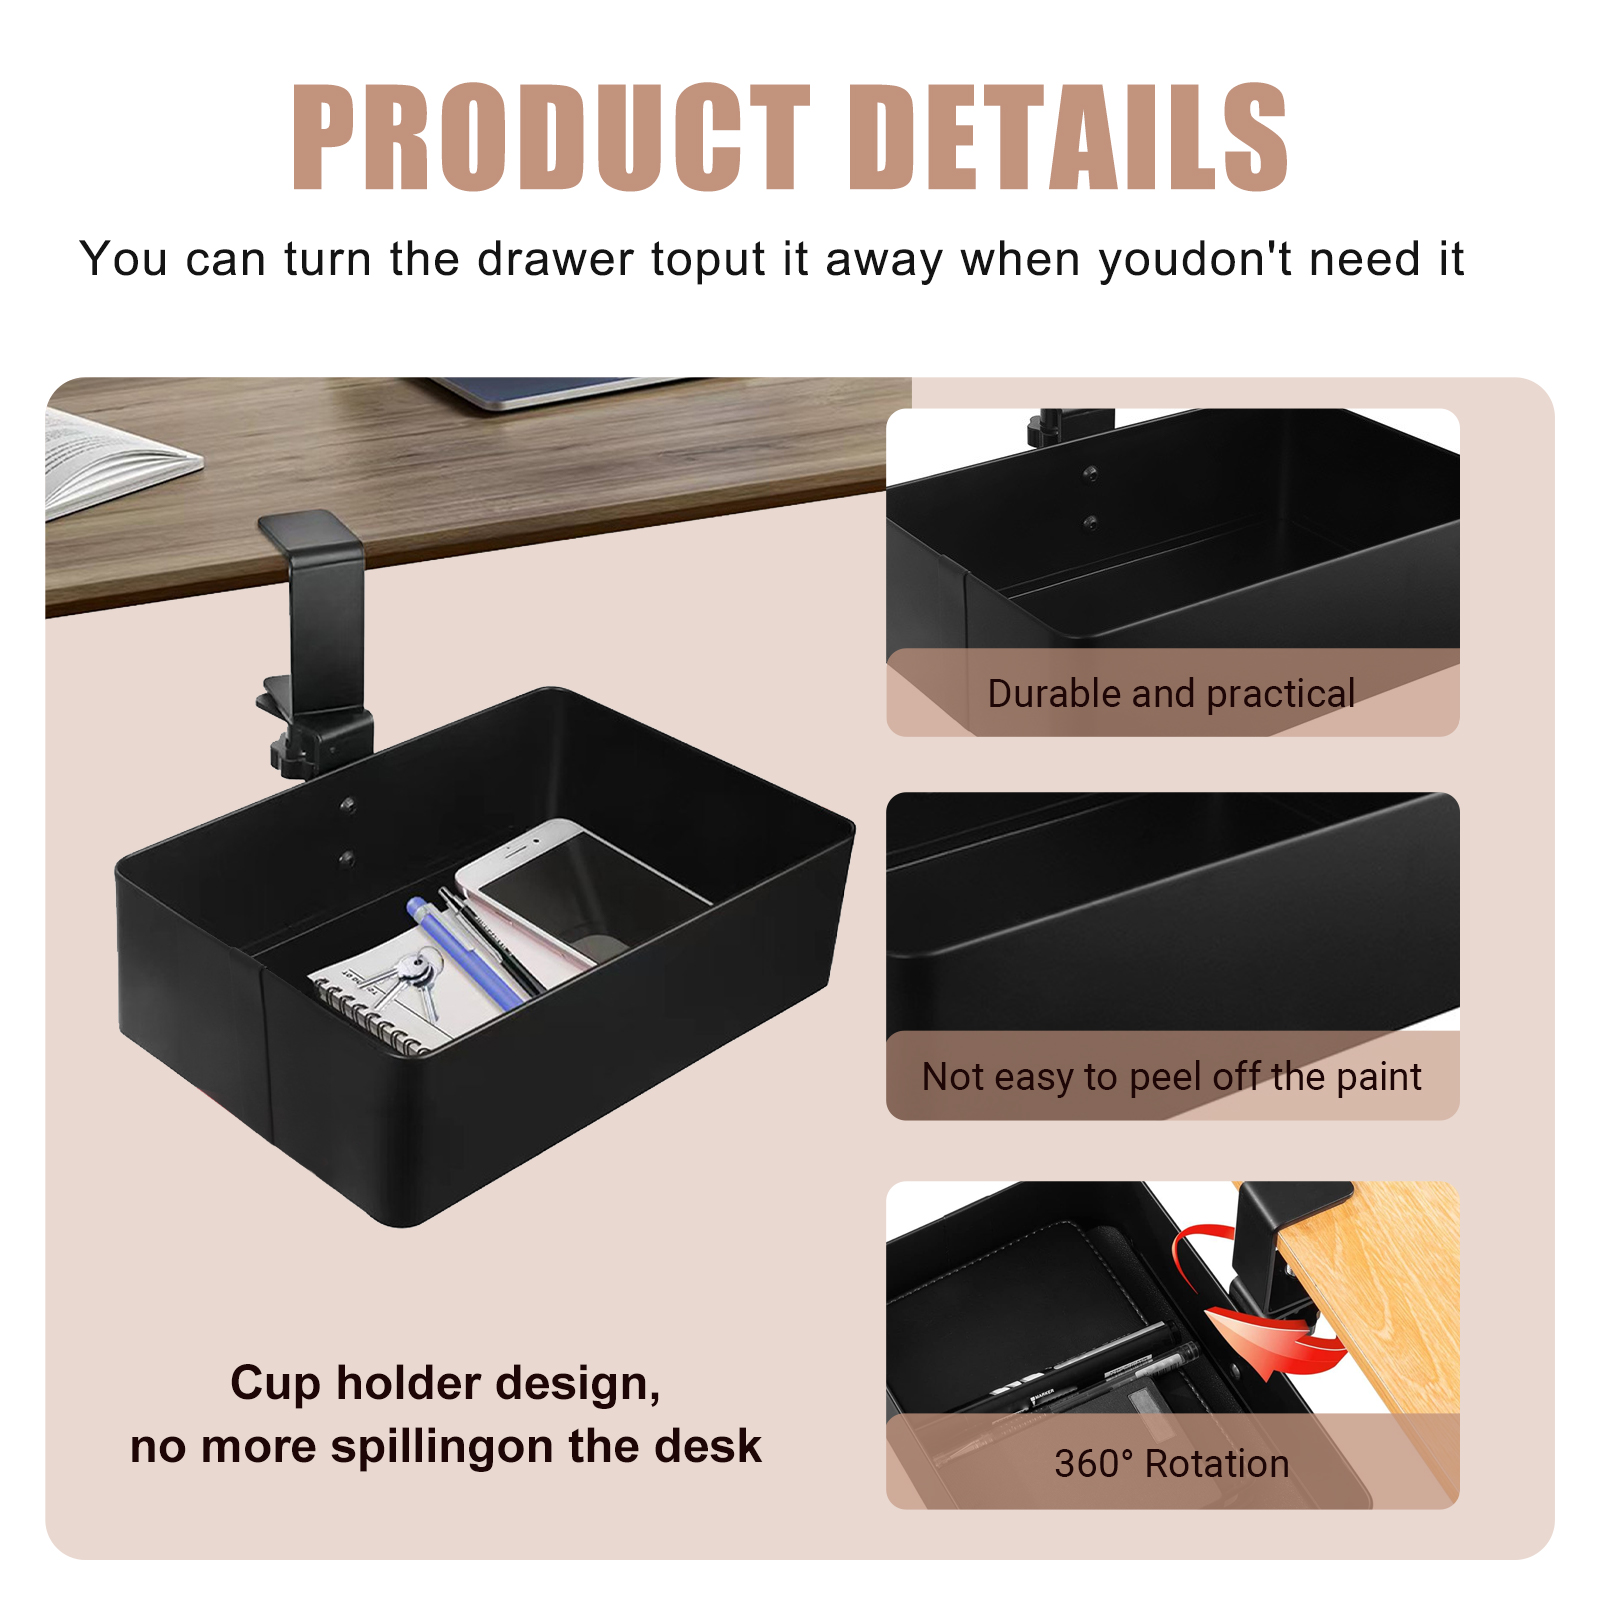 PRODUCT DETAILS
You can turn the drawer toput it away when youdon't need it
Durable and practical
Not easy to peel off the paint
MARKER
360° Rotation
Cup holder design,
no more spillingon the desk